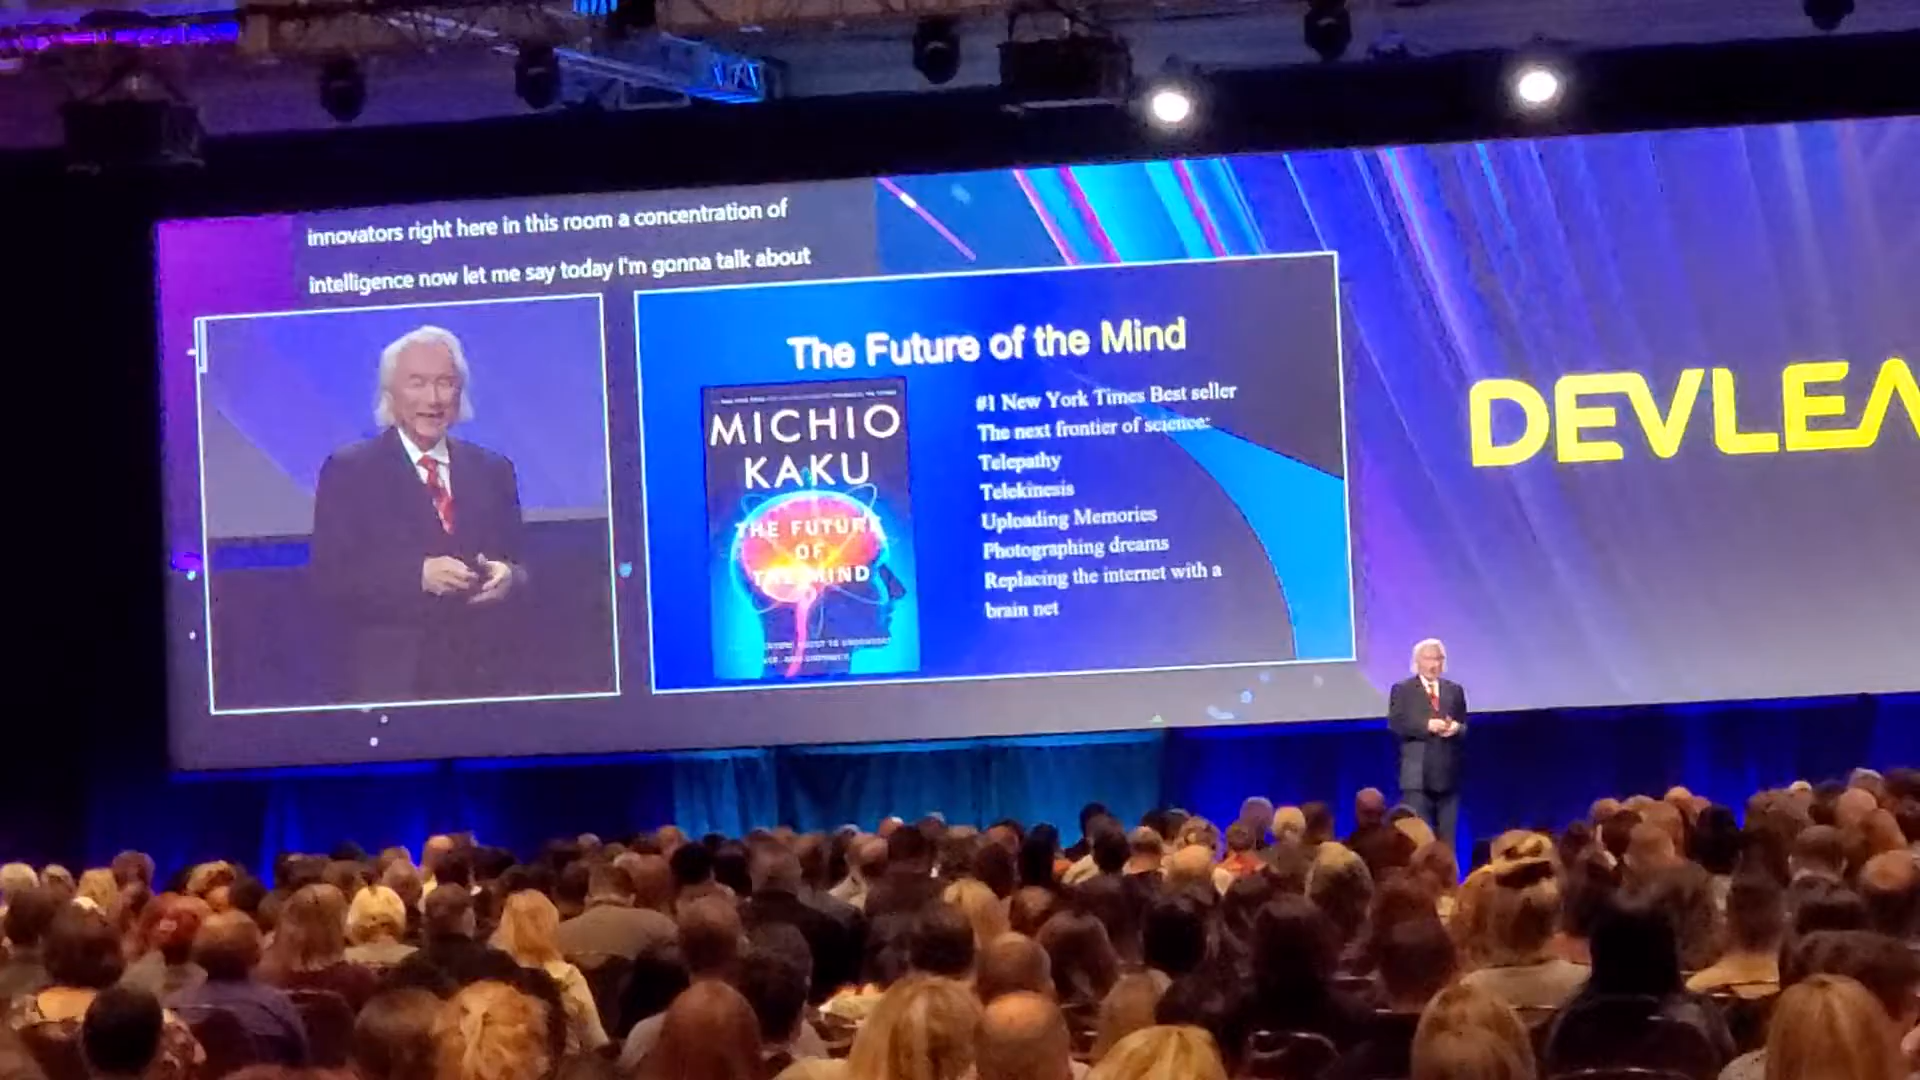 innovators right here in this room a concentration of
intelligence now let me say today I'm gonna talk about
The Future of the Mind
MICHIO
KAKU
THE FUTURE
OF
THE MIND
#1 New York Times Best seller
The next frontier of science:
Telepathy
Telekinesis
Uploading Memories
Photographing dreams
Replacing the internet with a
brain net
DEVLEA